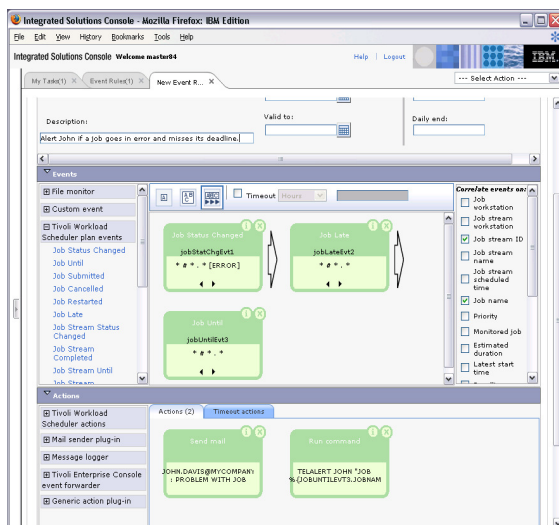 Integrated Solutions Console - Mozilla Firefox: IBM Edition
File Edit View History Bookmarks Tools Help
Integrated Solutions Console Welcome master84
Help Logout
IBM.
My Tasks(1) Event Rules(1) New Event R...
--- Select Action ---
Description:
Valid to:
Daily end:
Alert John if a job goes in error and misses its deadline.
Events
File monitor
Custom event
Tivoli Workload
Scheduler plan events
Job Status Changed
Job Until
Job Submitted
Job Cancelled
Job Restarted
Job Late
Job Stream Status
Changed
Job Stream
Completed
Job Stream Until
Job Stream
Timeout Hours
Job Status Changed
jobStatChgEvt1
* # * . * [ERROR]
Job Late
jobLateEvt2
* # * . *
Job Until
jobUntilEvt3
* # * . *
Correlate events on:
Job
workstation
Job stream
workstation
Job stream ID
Job stream
name
Job stream
scheduled
time
Job name
Priority
Monitored job
Estimated
duration
Latest start
time
Actions
Tivoli Workload
Scheduler actions
Mail sender plug-in
Message logger
Tivoli Enterprise Console
event forwarder
Generic action plug-in
Actions (2) Timeout actions
Send mail
JOHN.DAVIS@MYCOMPANY
: PROBLEM WITH JOB
Run command
TELALERT JOHN "JOB
%{JOBUNTILEVT3.JOBNAM